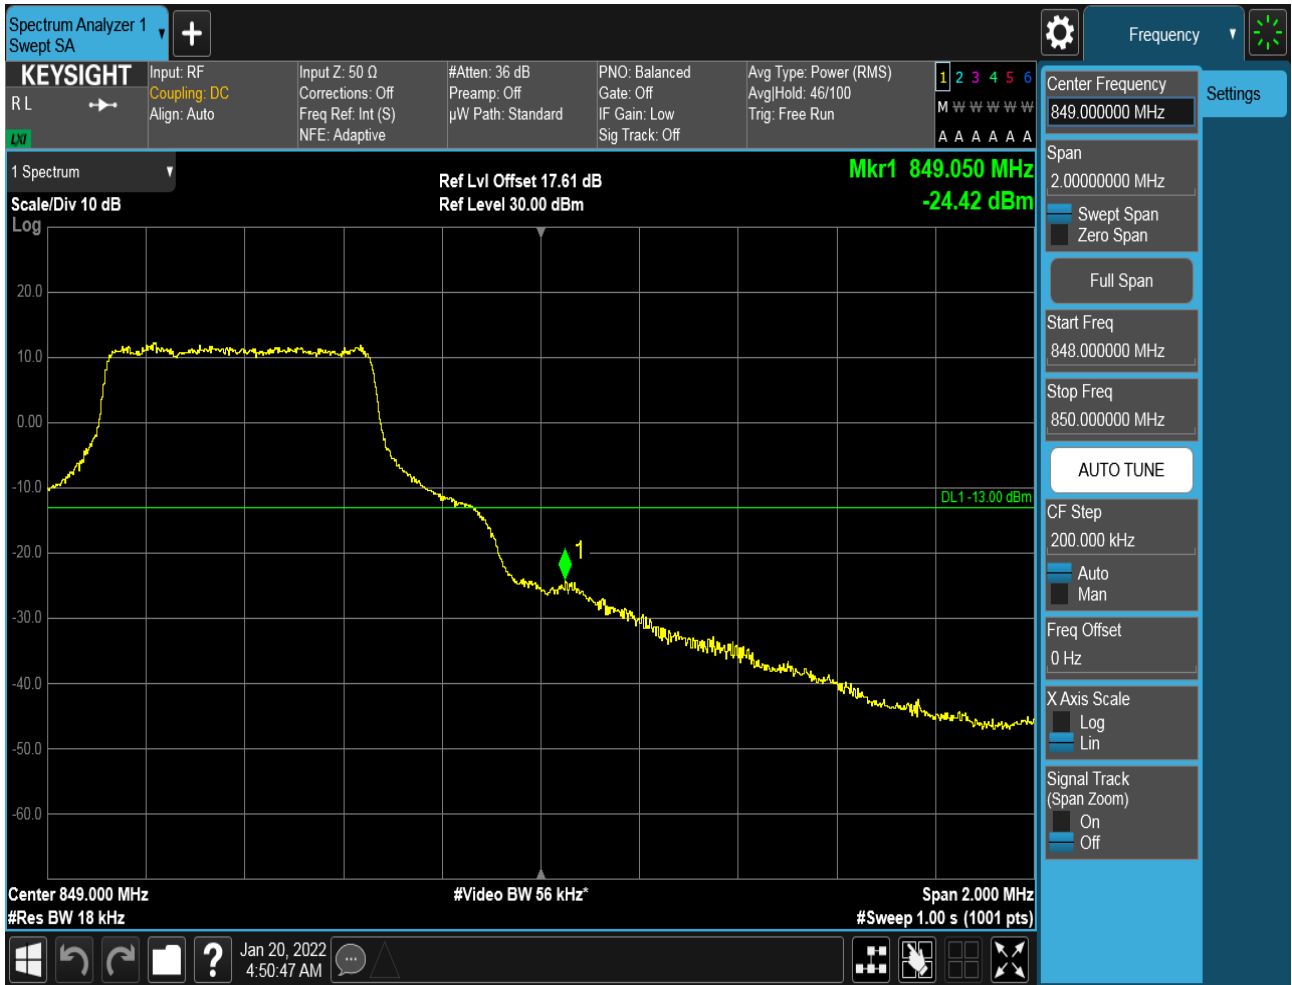 Spectrum Analyzer 1
Swept SA
Frequency
KEYSIGHT
R L
LXI
Input: RF
Coupling: DC
Align: Auto
Input Z: 50 Ω
Corrections: Off
Freq Ref: Int (S)
NFE: Adaptive
#Atten: 36 dB
Preamp: Off
µW Path: Standard
PNO: Balanced
Gate: Off
IF Gain: Low
Sig Track: Off
Avg Type: Power (RMS)
Avg|Hold: 46/100
Trig: Free Run
1 2 3 4 5 6
M W W W W W
A A A A A A
1 Spectrum
Scale/Div 10 dB
Log
Ref Lvl Offset 17.61 dB
Ref Level 30.00 dBm
Mkr1 849.050 MHz
-24.42 dBm
20.0
10.0
0.00
-10.0
-20.0
-30.0
-40.0
-50.0
-60.0
DL1 -13.00 dBm
1
Center 849.000 MHz
#Res BW 18 kHz
#Video BW 56 kHz*
Span 2.000 MHz
#Sweep 1.00 s (1001 pts)
Jan 20, 2022
4:50:47 AM
Center Frequency
849.000000 MHz
Settings
Span
2.00000000 MHz
Swept Span
Zero Span
Full Span
Start Freq
848.000000 MHz
Stop Freq
850.000000 MHz
AUTO TUNE
CF Step
200.000 kHz
Auto
Man
Freq Offset
0 Hz
X Axis Scale
Log
Lin
Signal Track
(Span Zoom)
On
Off